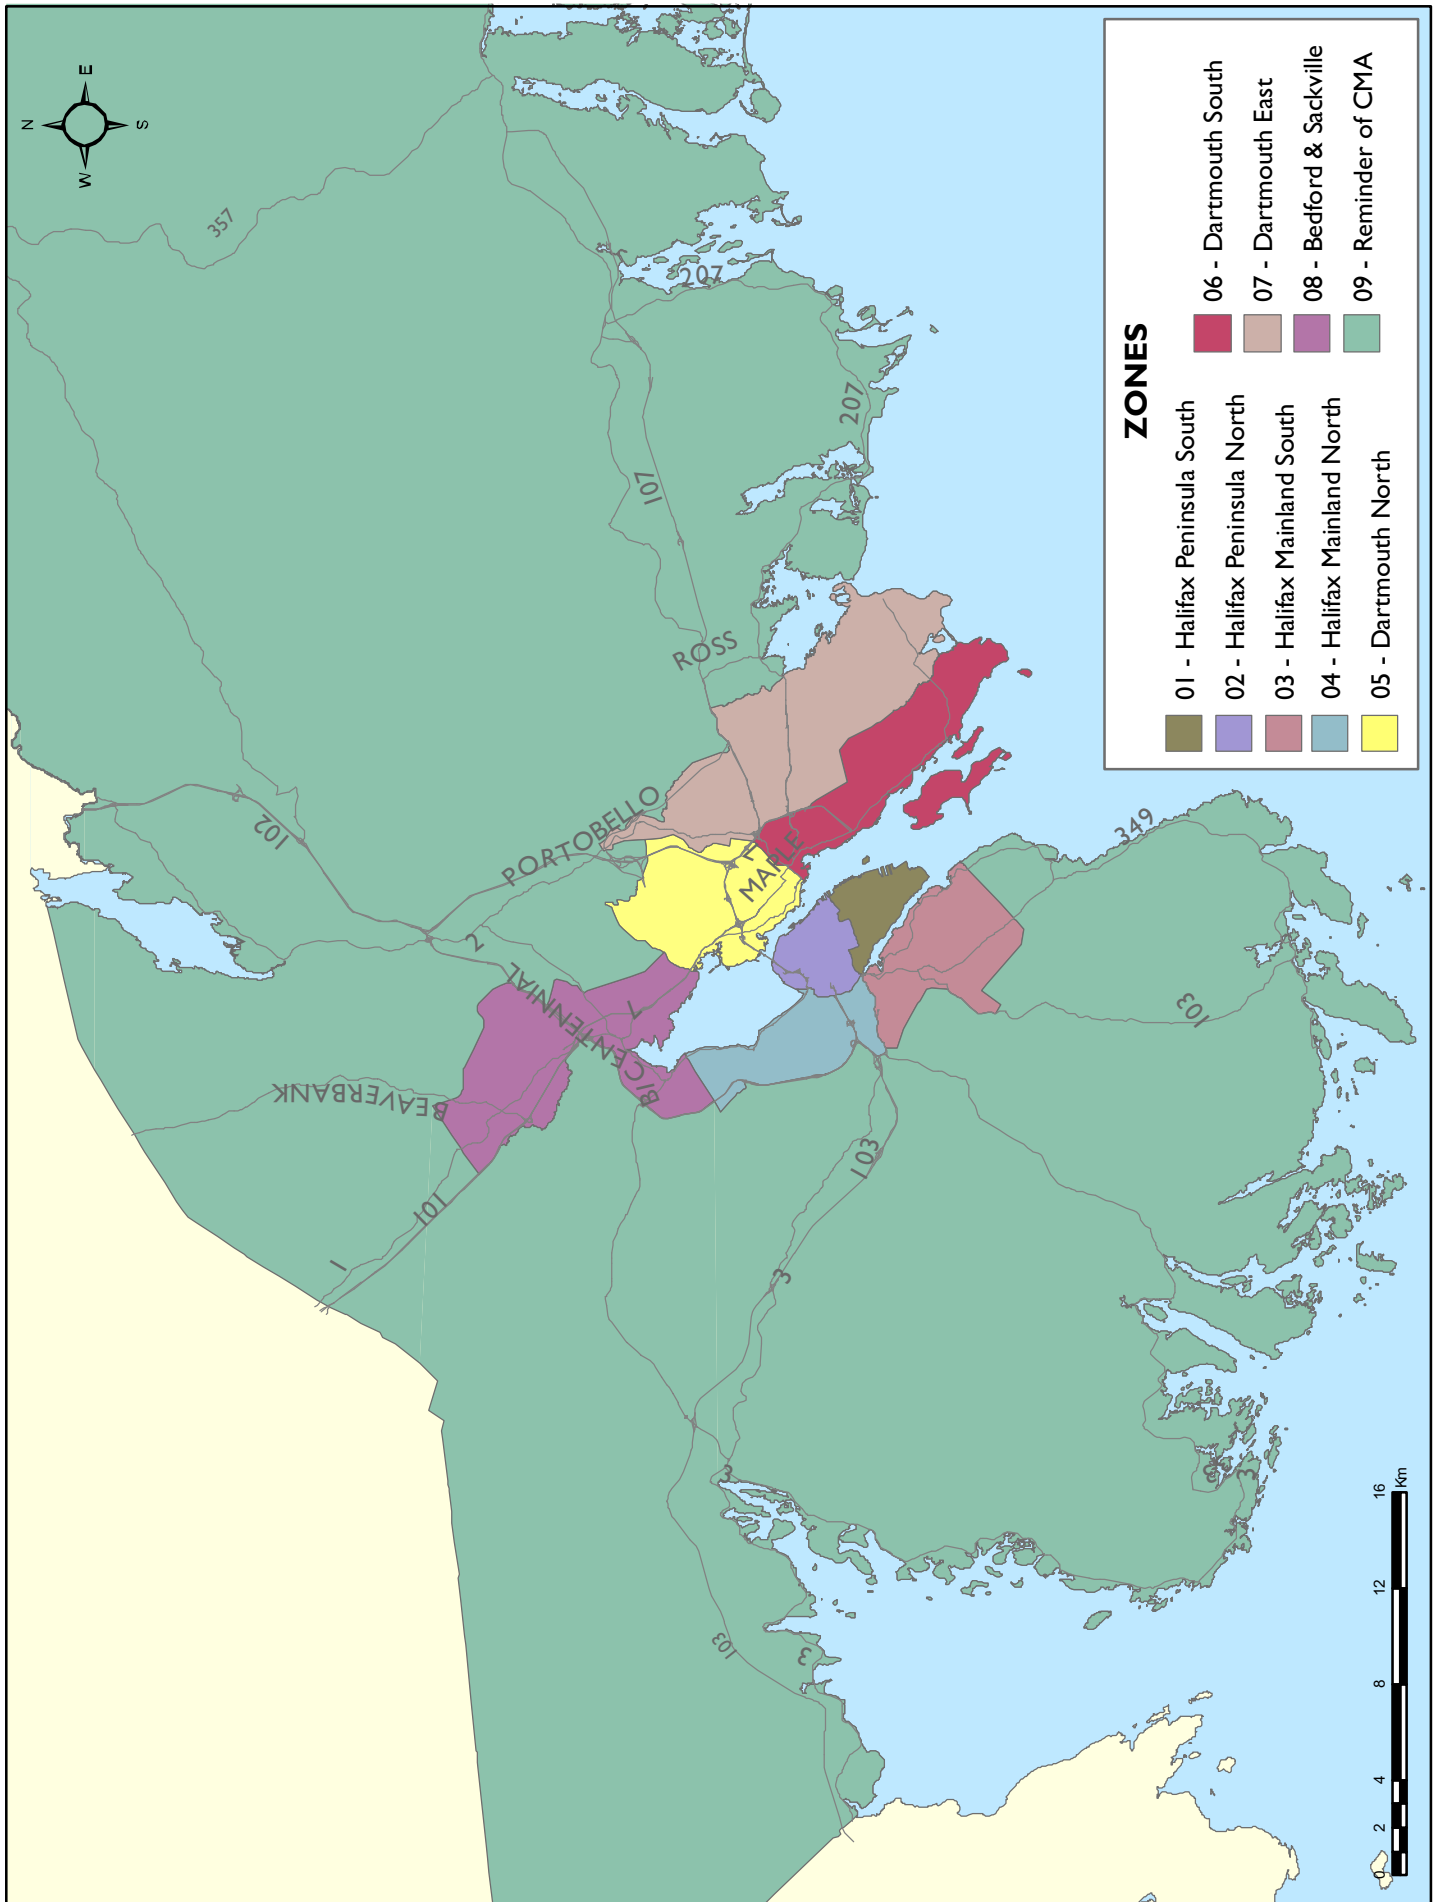 N
W
E
S
357
207
207
107
ROSS
102
PORTOBELLO
2
MAPLE
7
BICENTENNIAL
7
BEAVERBANK
1
101
349
103
103
3
3
103
3
3
3
ZONES
01 - Halifax Peninsula South
02 - Halifax Peninsula North
03 - Halifax Mainland South
04 - Halifax Mainland North
05 - Dartmouth North
06 - Dartmouth South
07 - Dartmouth East
08 - Bedford & Sackville
09 - Reminder of CMA
0 2 4 8 12 16
Km